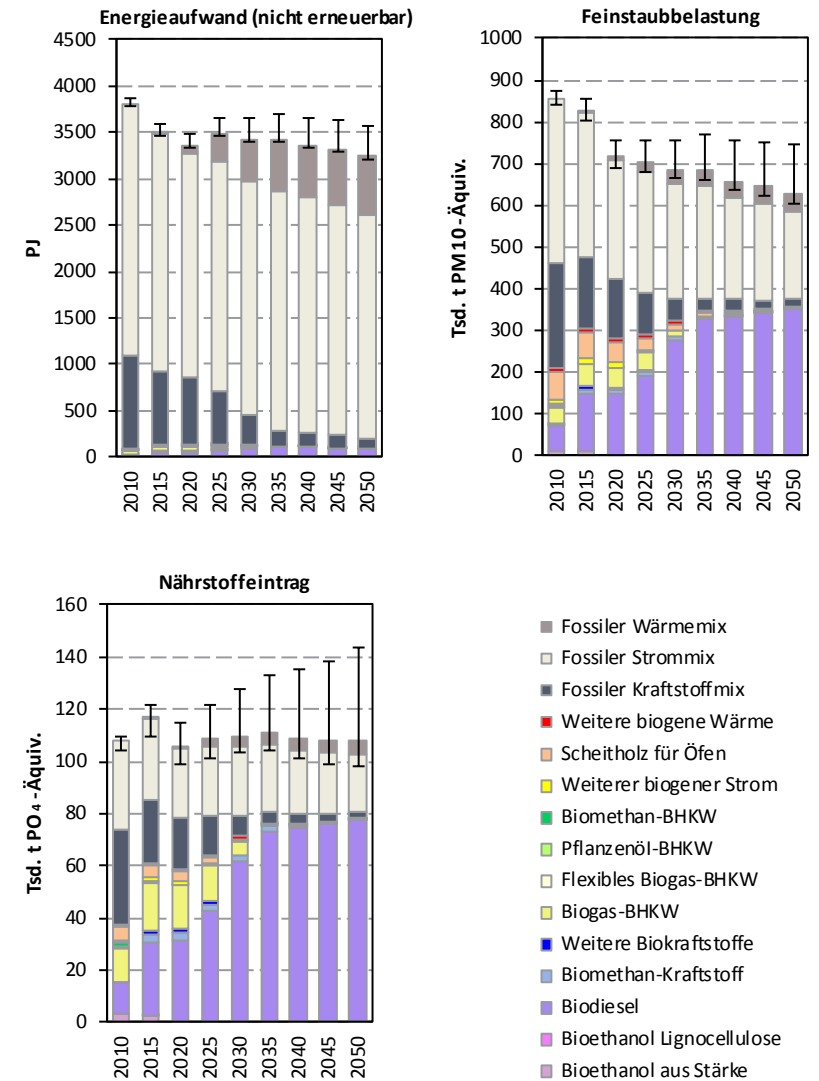 Energieaufwand (nicht erneuerbar)
4500
4000
3500
3000
2500
2000
1500
1000
500
0
PJ
2010
2015
2020
2025
2030
2035
2040
2045
2050
Feinstaubbelastung
1000
900
800
700
600
500
400
300
200
100
0
Tsd. t PM10-Äquiv.
2010
2015
2020
2025
2030
2035
2040
2045
2050
Nährstoffeintrag
160
140
120
100
80
60
40
20
0
Tsd. t PO₄-Äquiv.
2010
2015
2020
2025
2030
2035
2040
2045
2050
Fossiler Wärmemix
Fossiler Strommix
Fossiler Kraftstoffmix
Weitere biogene Wärme
Scheitholz für Öfen
Weiterer biogener Strom
Biomethan-BHKW
Pflanzenöl-BHKW
Flexibles Biogas-BHKW
Biogas-BHKW
Weitere Biokraftstoffe
Biomethan-Kraftstoff
Biodiesel
Bioethanol Lignocellulose
Bioethanol aus Stärke